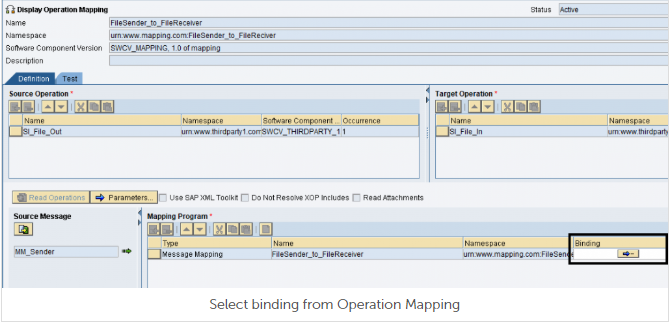 Display Operation Mapping
Status Active
Name FileSender_to_FileReceiver
Namespace urn:www.mapping.com:FileSender_to_FileReciver
Software Component Version SWCV_MAPPING, 1.0 of mapping
Description
Definition Test
Source Operation *
Target Operation *
Name Namespace Software Component ... Occurrence
Name Namespace
SI_File_Out urn:www.thirdparty1.com SWCV_THIRDPARTY_1 1
SI_File_In urn:www.thirdparty
Read Operations Parameters... Use SAP XML Toolkit Do Not Resolve XOP Includes Read Attachments
Source Message
Mapping Program *
Type Name Namespace Binding
MM_Sender
Message Mapping FileSender_to_FileReceiver urn:www.mapping.com:FileSende
Select binding from Operation Mapping